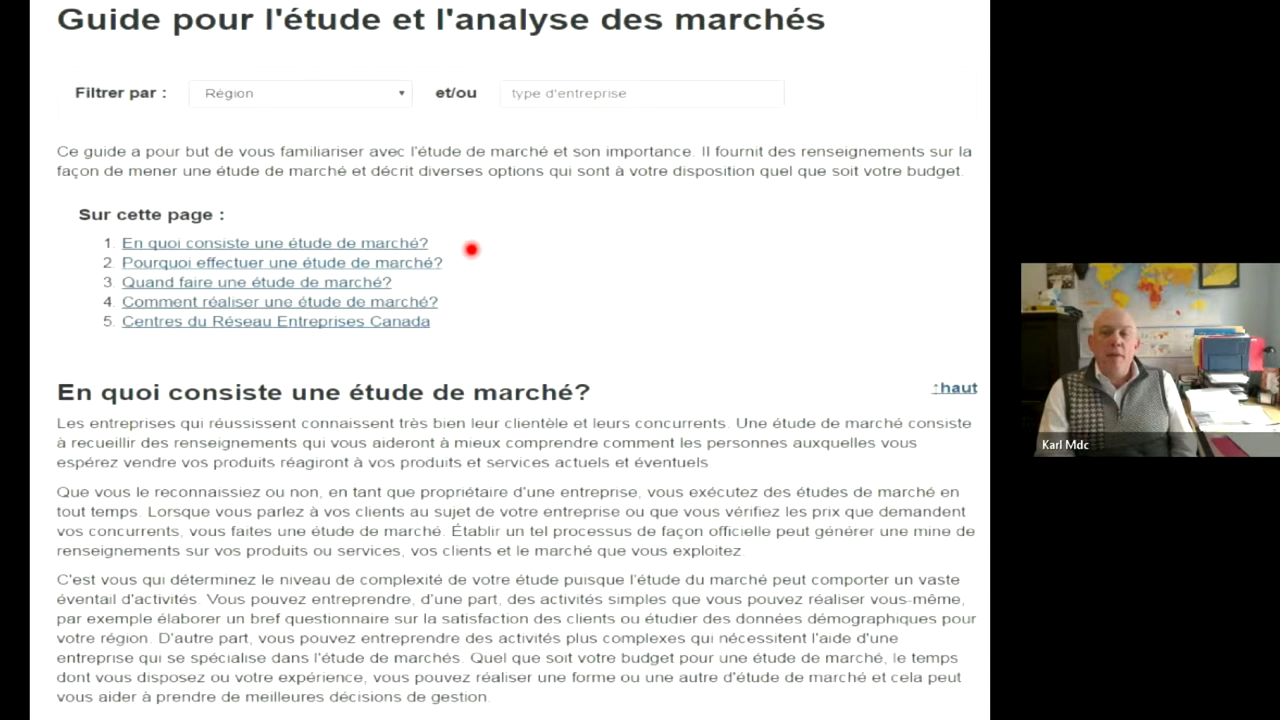 Guide pour l'étude et l'analyse des marchés
Filtrer par : Région et/ou type d'entreprise
Ce guide a pour but de vous familiariser avec l'étude de marché et son importance. Il fournit des renseignements sur la
façon de mener une étude de marché et décrit diverses options qui sont à votre disposition quel que soit votre budget.
Sur cette page :
1. En quoi consiste une étude de marché?
2. Pourquoi effectuer une étude de marché?
3. Quand faire une étude de marché?
4. Comment réaliser une étude de marché?
5. Centres du Réseau Entreprises Canada
En quoi consiste une étude de marché?
↑haut
Les entreprises qui réussissent connaissent très bien leur clientèle et leurs concurrents. Une étude de marché consiste
à recueillir des renseignements qui vous aideront à mieux comprendre comment les personnes auxquelles vous
espérez vendre vos produits réagiront à vos produits et services actuels et éventuels
Que vous le reconnaissiez ou non, en tant que propriétaire d'une entreprise, vous exécutez des études de marché en
tout temps. Lorsque vous parlez à vos clients au sujet de votre entreprise ou que vous vérifiez les prix que demandent
vos concurrents, vous faites une étude de marché. Établir un tel processus de façon officielle peut générer une mine de
renseignements sur vos produits ou services, vos clients et le marché que vous exploitez.
C'est vous qui déterminez le niveau de complexité de votre étude puisque l'étude du marché peut comporter un vaste
éventail d'activités. Vous pouvez entreprendre, d'une part, des activités simples que vous pouvez réaliser vous-même,
par exemple élaborer un bref questionnaire sur la satisfaction des clients ou étudier des données démographiques pour
votre région. D'autre part, vous pouvez entreprendre des activités plus complexes qui nécessitent l'aide d'une
entreprise qui se spécialise dans l'étude de marchés. Quel que soit votre budget pour une étude de marché, le temps
dont vous disposez ou votre expérience, vous pouvez réaliser une forme ou une autre d'étude de marché et cela peut
vous aider à prendre de meilleures décisions de gestion.
Karl Mdc